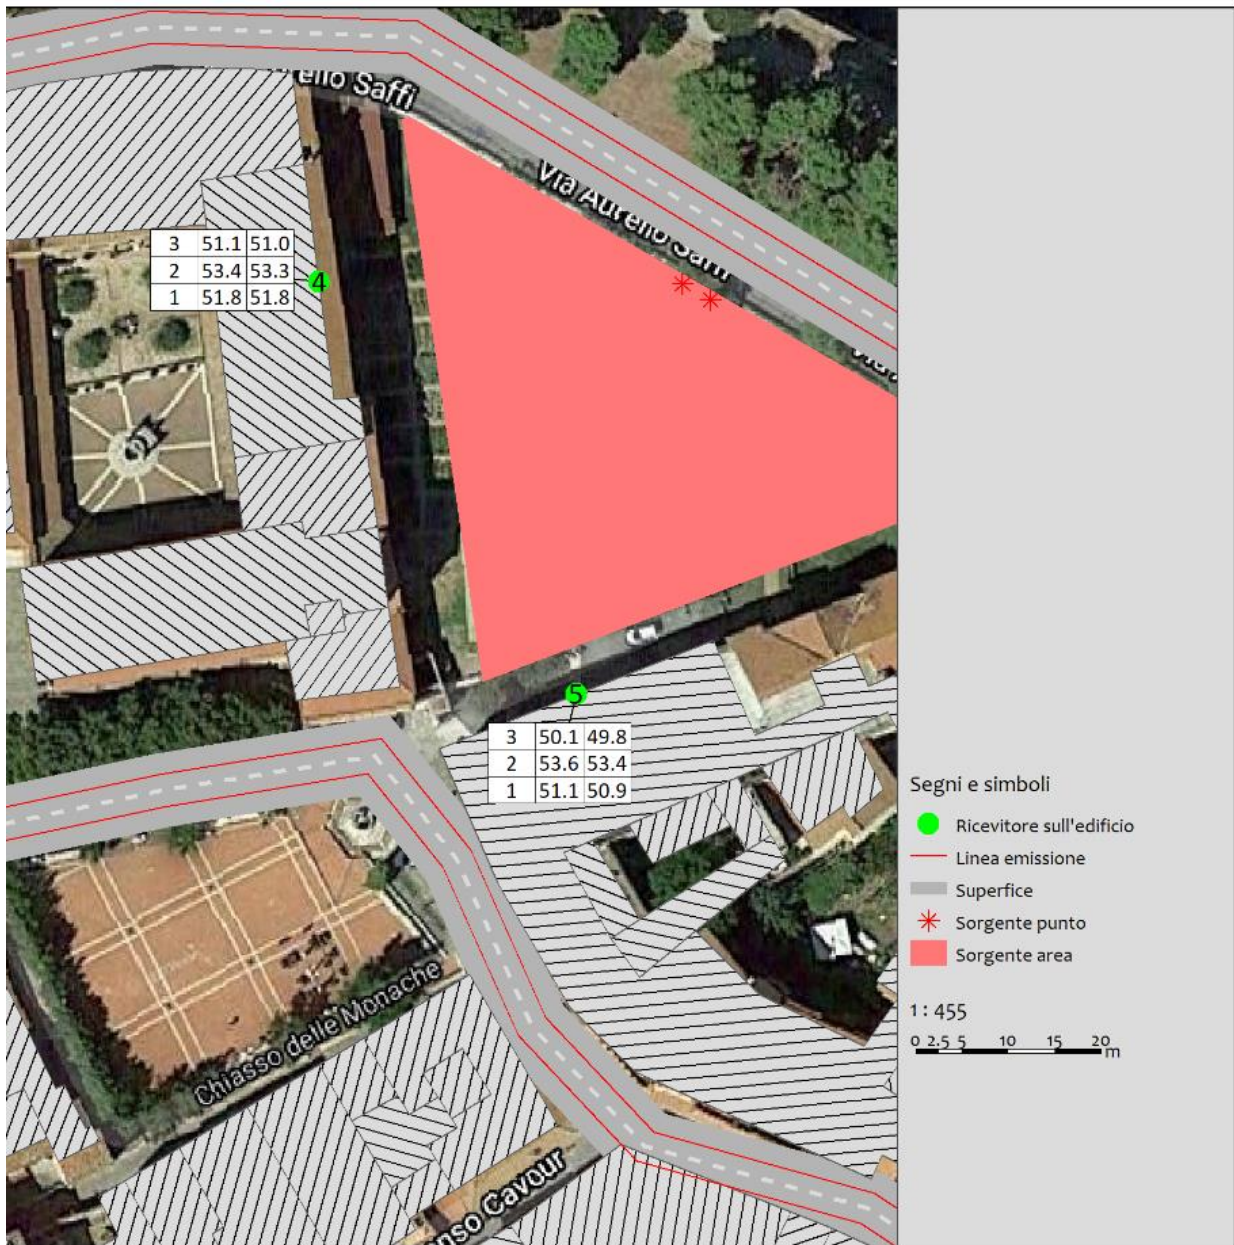 ello Saffi
Via Aurelio Saffi
3 51.1 51.0
2 53.4 53.3
1 51.8 51.8
4
5
3 50.1 49.8
2 53.6 53.4
1 51.1 50.9
Chiasso delle Monache
nso Cavour
Segni e simboli
Ricevitore sull'edificio
Linea emissione
Superfice
Sorgente punto
Sorgente area
1 : 455
0 2.5 5 10 15 20
m